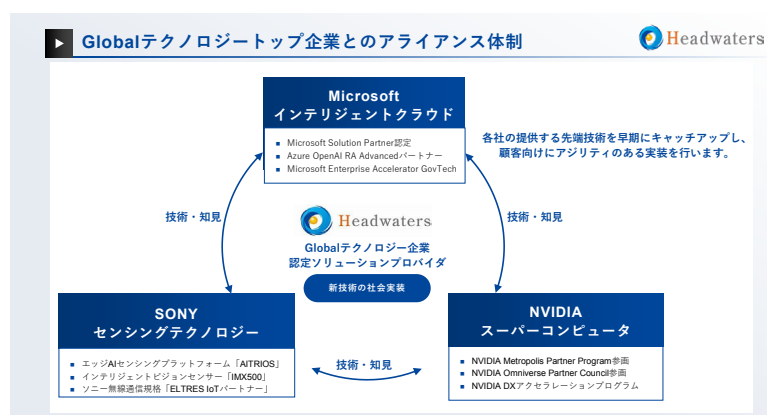 Globalテクノロジートップ企業とのアライアンス体制
Headwaters
Microsoft
インテリジェントクラウド
Microsoft Solution Partner認定
Azure OpenAI RA Advancedパートナー
Microsoft Enterprise Accelerator GovTech
各社の提供する先端技術を早期にキャッチアップし、
顧客向けにアジリティのある実装を行います。
技術・知見
技術・知見
Headwaters
Globalテクノロジー企業
認定ソリューションプロバイダ
新技術の社会実装
SONY
センシングテクノロジー
エッジAIセンシングプラットフォーム「AITRIOS」
インテリジェントビジョンセンサー「IMX500」
ソニー無線通信規格「ELTRES IoTパートナー」
技術・知見
NVIDIA
スーパーコンピュータ
NVIDIA Metropolis Partner Program参画
NVIDIA Omniverse Partner Council参画
NVIDIA DXアクセラレーションプログラム